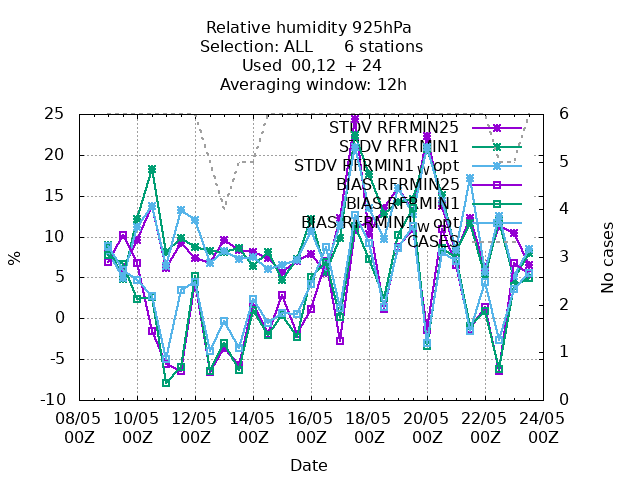 Relative humidity 925hPa
Selection: ALL 6 stations
Used 00,12 + 24
Averaging window: 12h
25
20
15
10
5
0
-5
-10
%
6
5
4
3
2
1
0
No cases
STDV RFRMIN25
STDV RFRMIN1
STDV RFRMIN1_w opt
BIAS RFRMIN25
BIAS RFRMIN1
BIAS RFRMIN1_w opt
CASES
08/05 10/05 12/05 14/05 16/05 18/05 20/05 22/05 24/05
00Z 00Z 00Z 00Z 00Z 00Z 00Z 00Z 00Z
Date